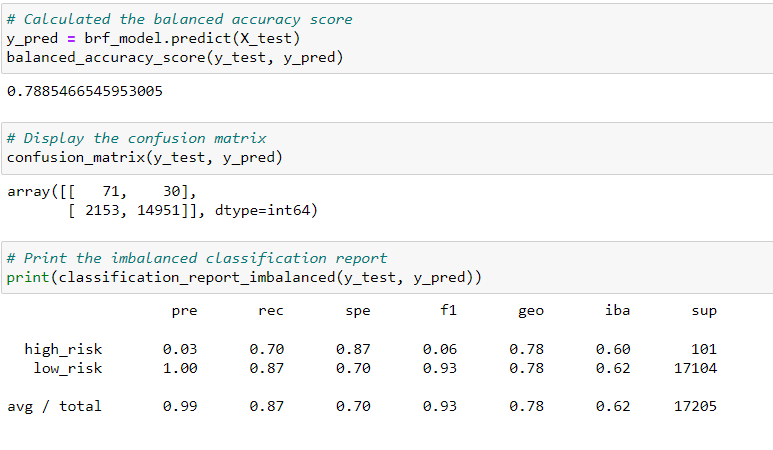 # Calculated the balanced accuracy score
y_pred = brf_model.predict(X_test)
balanced_accuracy_score(y_test, y_pred)
0.7885466545953005
# Display the confusion matrix
confusion_matrix(y_test, y_pred)
array([[   71,    30],
       [ 2153, 14951]], dtype=int64)
# Print the imbalanced classification report
print(classification_report_imbalanced(y_test, y_pred))
                   pre       rec       spe        f1       geo       iba       sup
  high_risk       0.03      0.70      0.87      0.06      0.78      0.60       101
   low_risk       1.00      0.87      0.70      0.93      0.78      0.62     17104
avg / total       0.99      0.87      0.70      0.93      0.78      0.62     17205